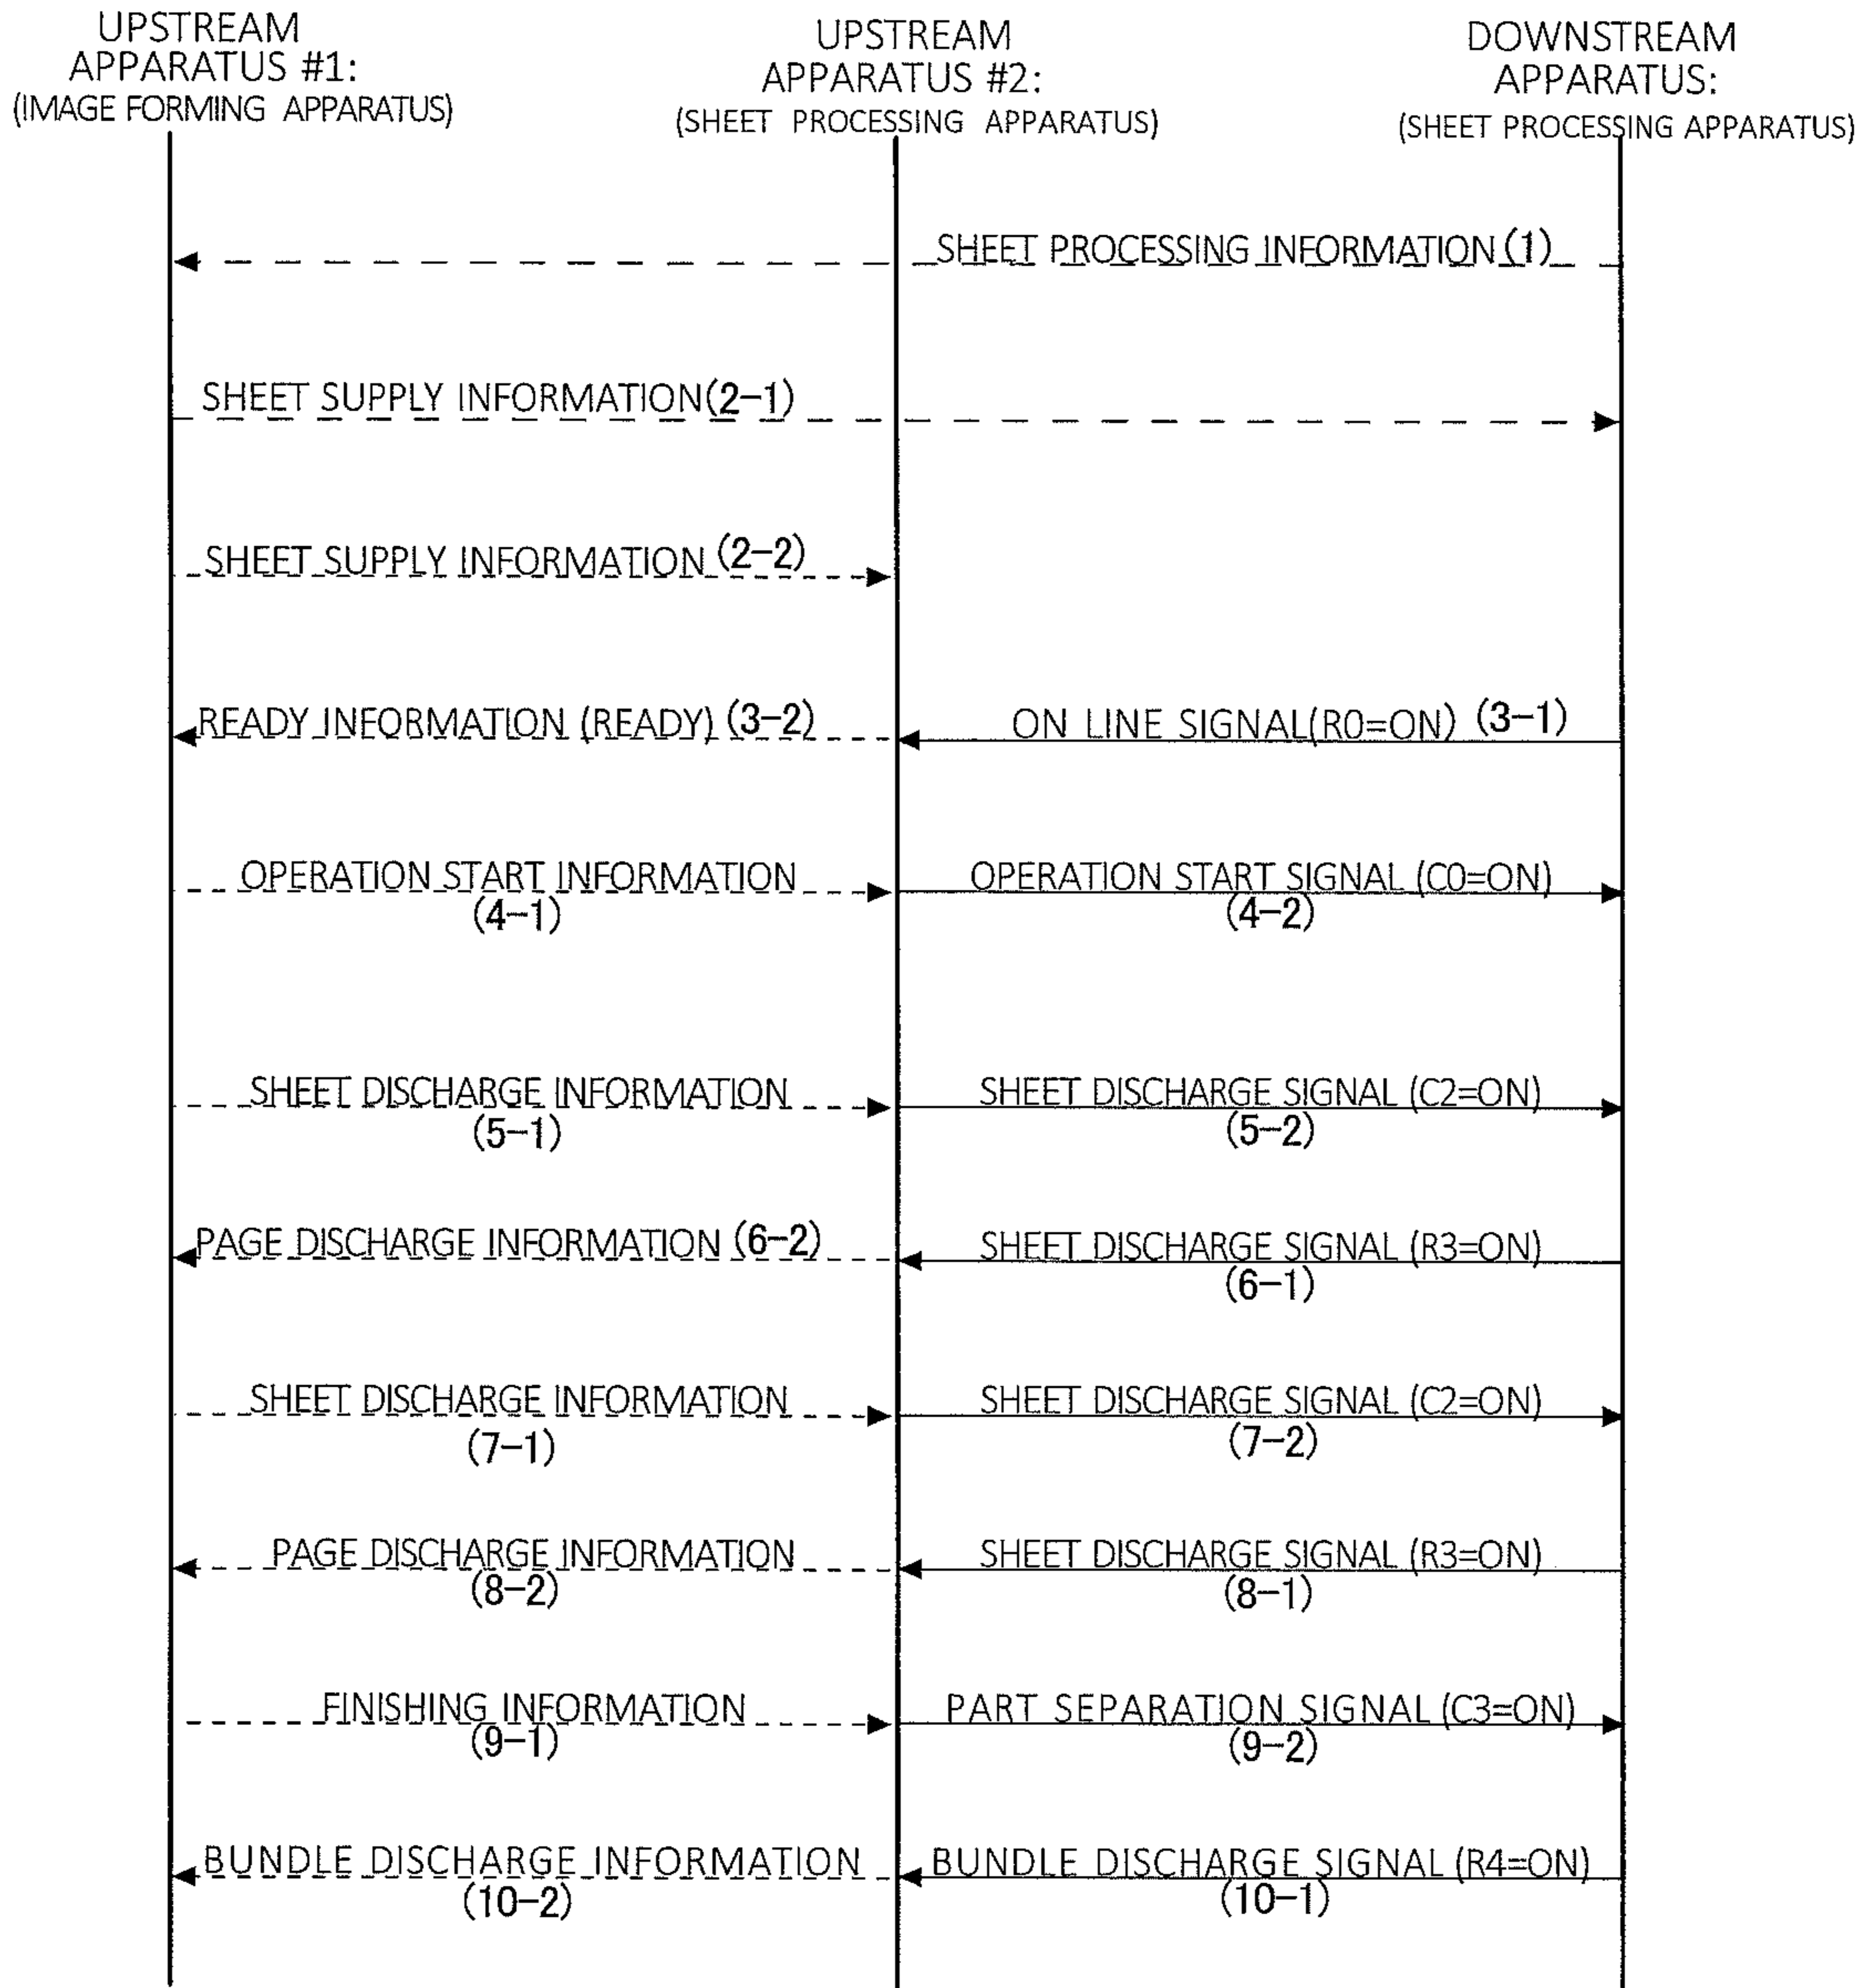 UPSTREAM
APPARATUS #1:
(IMAGE FORMING APPARATUS)
UPSTREAM
APPARATUS #2:
(SHEET PROCESSING APPARATUS)
DOWNSTREAM
APPARATUS:
(SHEET PROCESSING APPARATUS)
SHEET PROCESSING INFORMATION (1)
SHEET SUPPLY INFORMATION(2-1)
SHEET SUPPLY INFORMATION (2-2)
READY INFORMATION (READY) (3-2)
ON LINE SIGNAL(R0=ON) (3-1)
OPERATION START INFORMATION
(4-1)
OPERATION START SIGNAL (C0=ON)
(4-2)
SHEET DISCHARGE INFORMATION
(5-1)
SHEET DISCHARGE SIGNAL (C2=ON)
(5-2)
PAGE DISCHARGE INFORMATION (6-2)
SHEET DISCHARGE SIGNAL (R3=ON)
(6-1)
SHEET DISCHARGE INFORMATION
(7-1)
SHEET DISCHARGE SIGNAL (C2=ON)
(7-2)
PAGE DISCHARGE INFORMATION
(8-2)
SHEET DISCHARGE SIGNAL (R3=ON)
(8-1)
FINISHING INFORMATION
(9-1)
PART SEPARATION SIGNAL (C3=ON)
(9-2)
BUNDLE DISCHARGE INFORMATION
(10-2)
BUNDLE DISCHARGE SIGNAL (R4=ON)
(10-1)